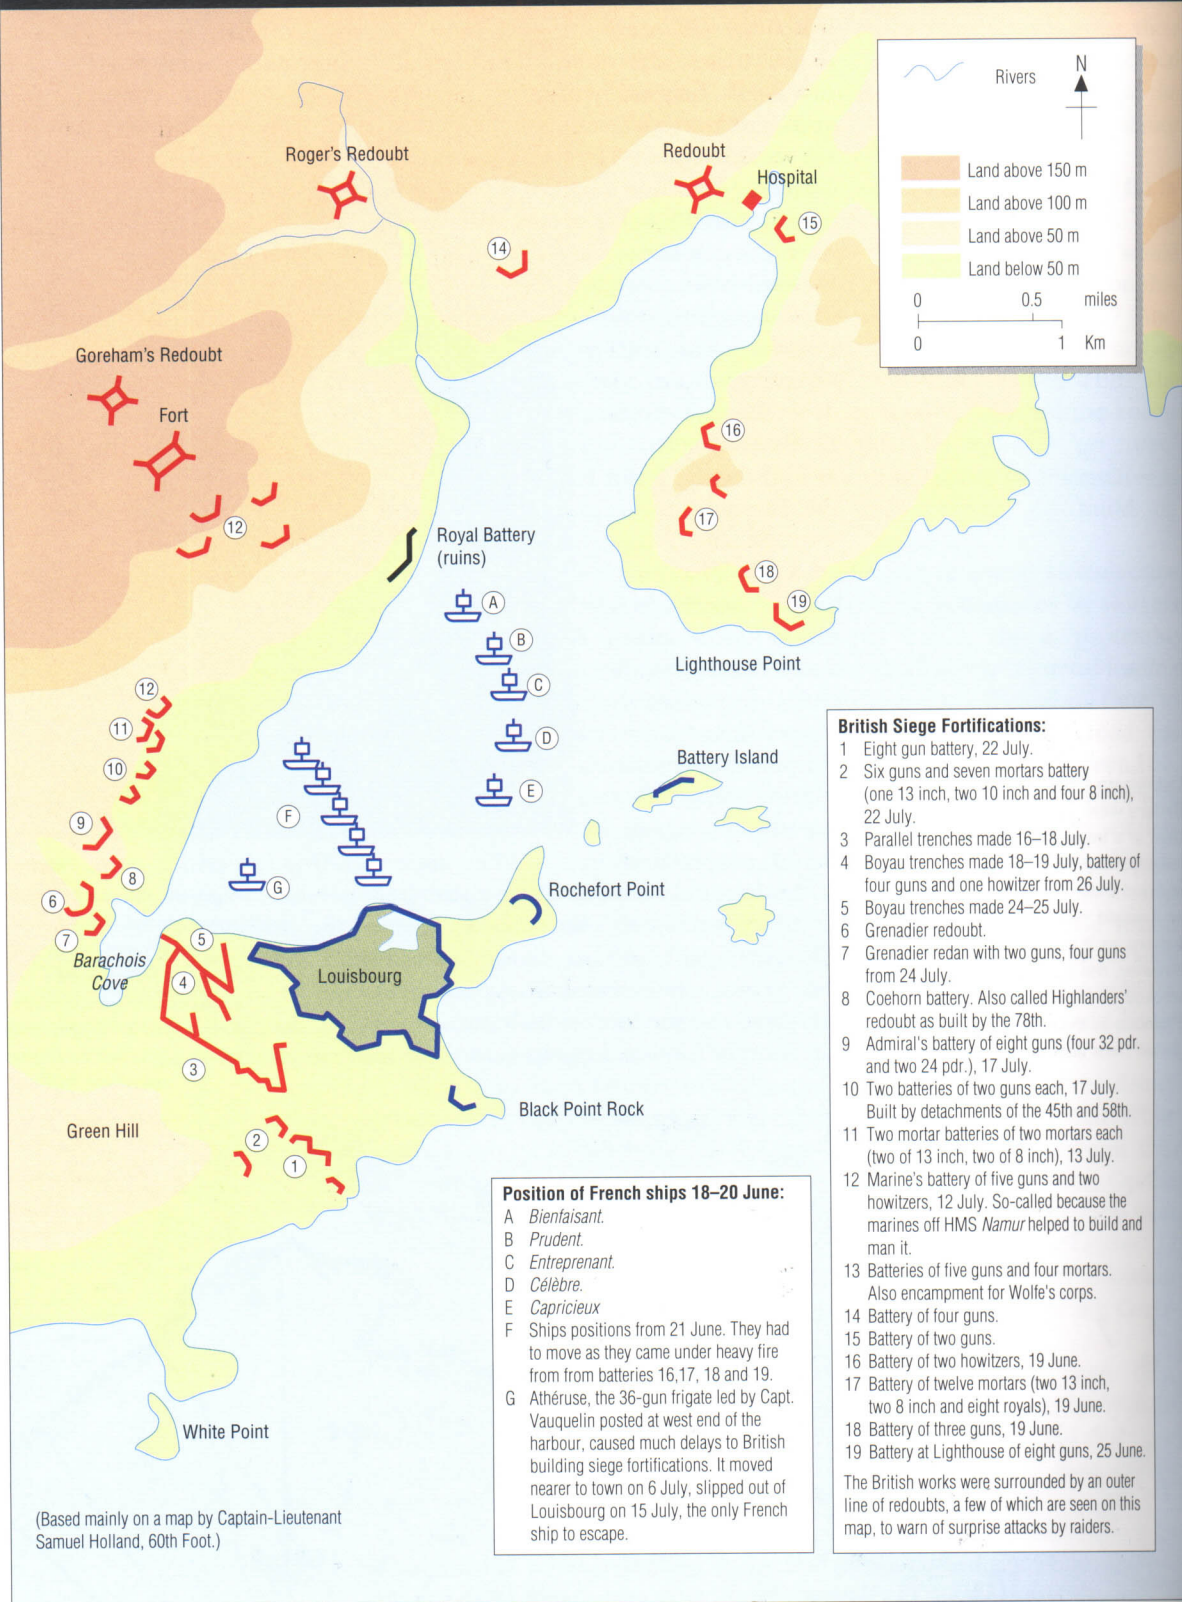 N
Rivers
Land above 150 m
Land above 100 m
Land above 50 m
Land below 50 m
0 0.5 miles
0 1 Km
Roger's Redoubt
Redoubt
Hospital
15
14
Goreham's Redoubt
Fort
16
12
17
Royal Battery
(ruins)
18
A
19
B
Lighthouse Point
C
12
11
D
Battery Island
10
E
F
9
8
G
Rochefort Point
6
7
5
Barachois
Cove
4
Louisbourg
3
Black Point Rock
Green Hill
2
1
White Point
(Based mainly on a map by Captain-Lieutenant
Samuel Holland, 60th Foot.)
Position of French ships 18–20 June:
A Bienfaisant.
B Prudent.
C Entreprenant.
D Célèbre.
E Capricieux
F Ships positions from 21 June. They had
to move as they came under heavy fire
from from batteries 16,17, 18 and 19.
G Athéruse, the 36-gun frigate led by Capt.
Vauquelin posted at west end of the
harbour, caused much delays to British
building siege fortifications. It moved
nearer to town on 6 July, slipped out of
Louisbourg on 15 July, the only French
ship to escape.
British Siege Fortifications:
1 Eight gun battery, 22 July.
2 Six guns and seven mortars battery
(one 13 inch, two 10 inch and four 8 inch),
22 July.
3 Parallel trenches made 16–18 July.
4 Boyau trenches made 18–19 July, battery of
four guns and one howitzer from 26 July.
5 Boyau trenches made 24–25 July.
6 Grenadier redoubt.
7 Grenadier redan with two guns, four guns
from 24 July.
8 Coehorn battery. Also called Highlanders'
redoubt as built by the 78th.
9 Admiral's battery of eight guns (four 32 pdr.
and two 24 pdr.), 17 July.
10 Two batteries of two guns each, 17 July.
Built by detachments of the 45th and 58th.
11 Two mortar batteries of two mortars each
(two of 13 inch, two of 8 inch), 13 July.
12 Marine's battery of five guns and two
howitzers, 12 July. So-called because the
marines off HMS Namur helped to build and
man it.
13 Batteries of five guns and four mortars.
Also encampment for Wolfe's corps.
14 Battery of four guns.
15 Battery of two guns.
16 Battery of two howitzers, 19 June.
17 Battery of twelve mortars (two 13 inch,
two 8 inch and eight royals), 19 June.
18 Battery of three guns, 19 June.
19 Battery at Lighthouse of eight guns, 25 June.
The British works were surrounded by an outer
line of redoubts, a few of which are seen on this
map, to warn of surprise attacks by raiders.